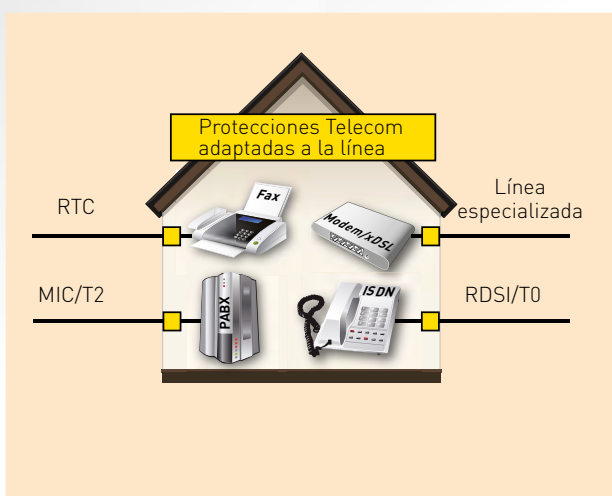 Protecciones Telecom
adaptadas a la línea
RTC
Fax
Modem/xDSL
Línea
especializada
MIC/T2
PABX
ISDN
RDSI/T0